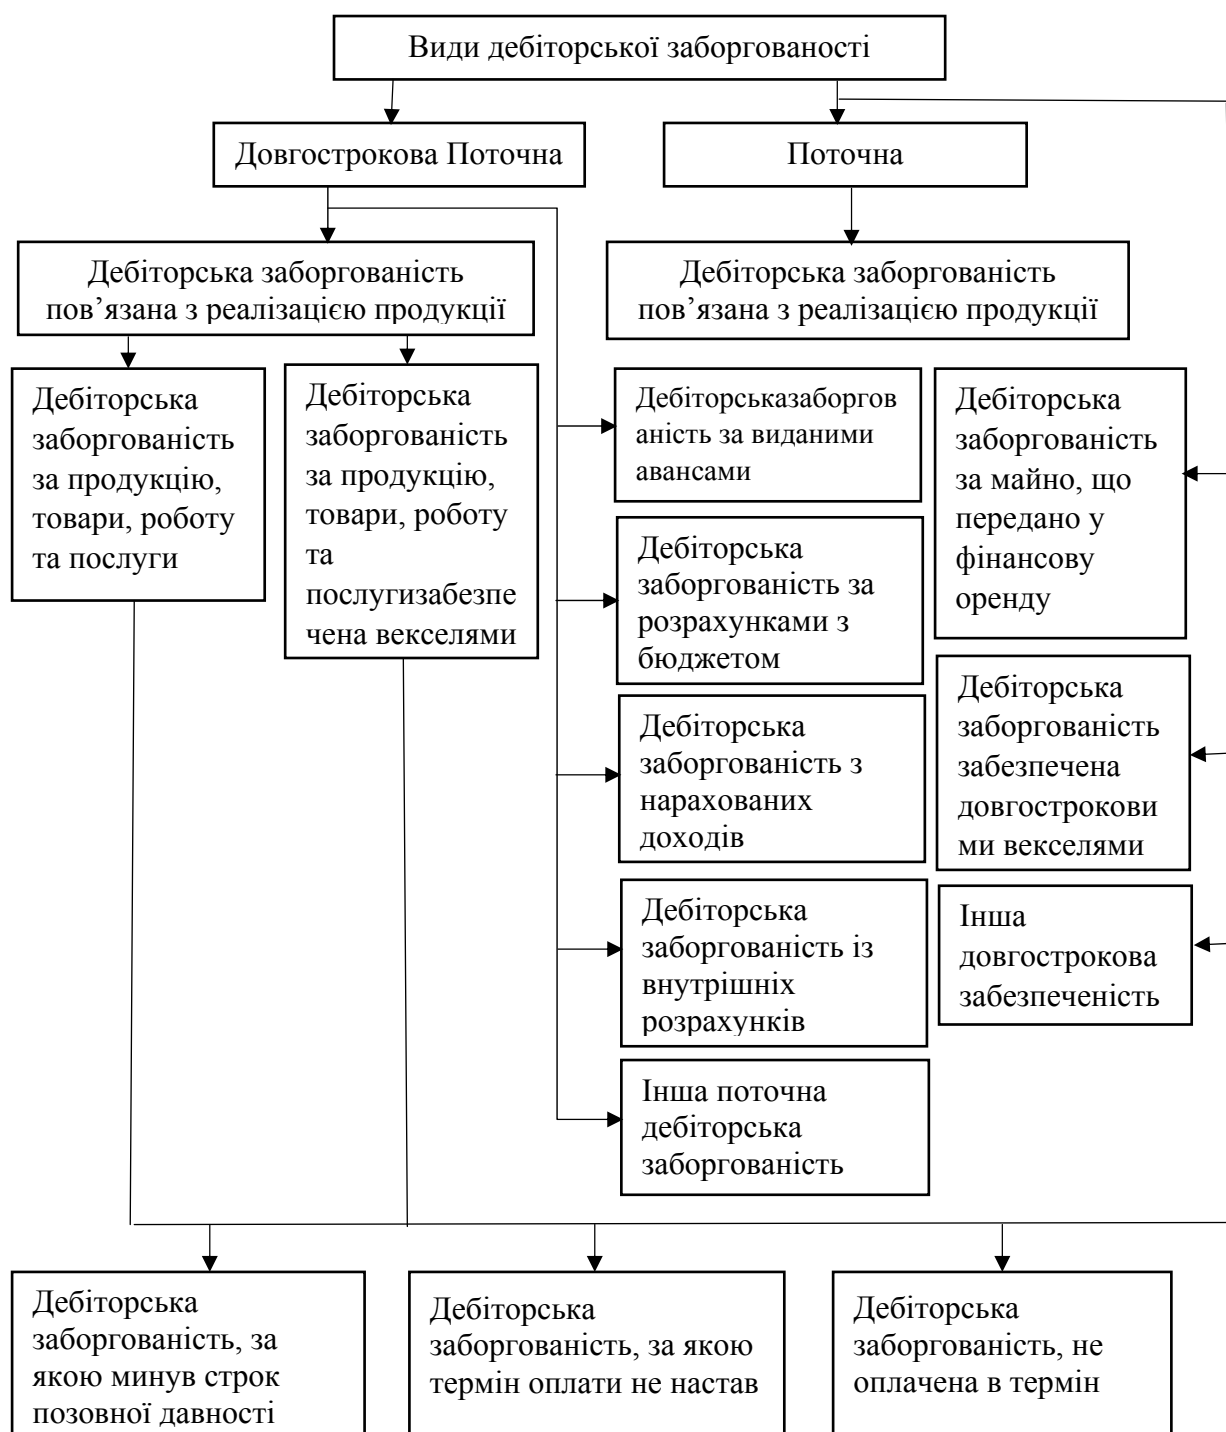 Види дебіторської заборгованості
Довгострокова Поточна
Поточна
Дебіторська заборгованість
пов’язана з реалізацією продукції
Дебіторська заборгованість
пов’язана з реалізацією продукції
Дебіторська
заборгованість
за продукцію,
товари, роботу
та послуги
Дебіторська
заборгованість
за продукцію,
товари, роботу
та
послугизабезпе
чена векселями
Дебіторськазаборгов
аність за виданими
авансами
Дебіторська
заборгованість за
розрахунками з
бюджетом
Дебіторська
заборгованість з
нарахованих
доходів
Дебіторська
заборгованість із
внутрішніх
розрахунків
Інша поточна
дебіторська
заборгованість
Дебіторська
заборгованість
за майно, що
передано у
фінансову
оренду
Дебіторська
заборгованість
забезпечена
довгострокови
ми векселями
Інша
довгострокова
забезпеченість
Дебіторська
заборгованість, за
якою минув строк
позовної давності
Дебіторська
заборгованість, за якою
термін оплати не настав
Дебіторська
заборгованість, не
оплачена в термін